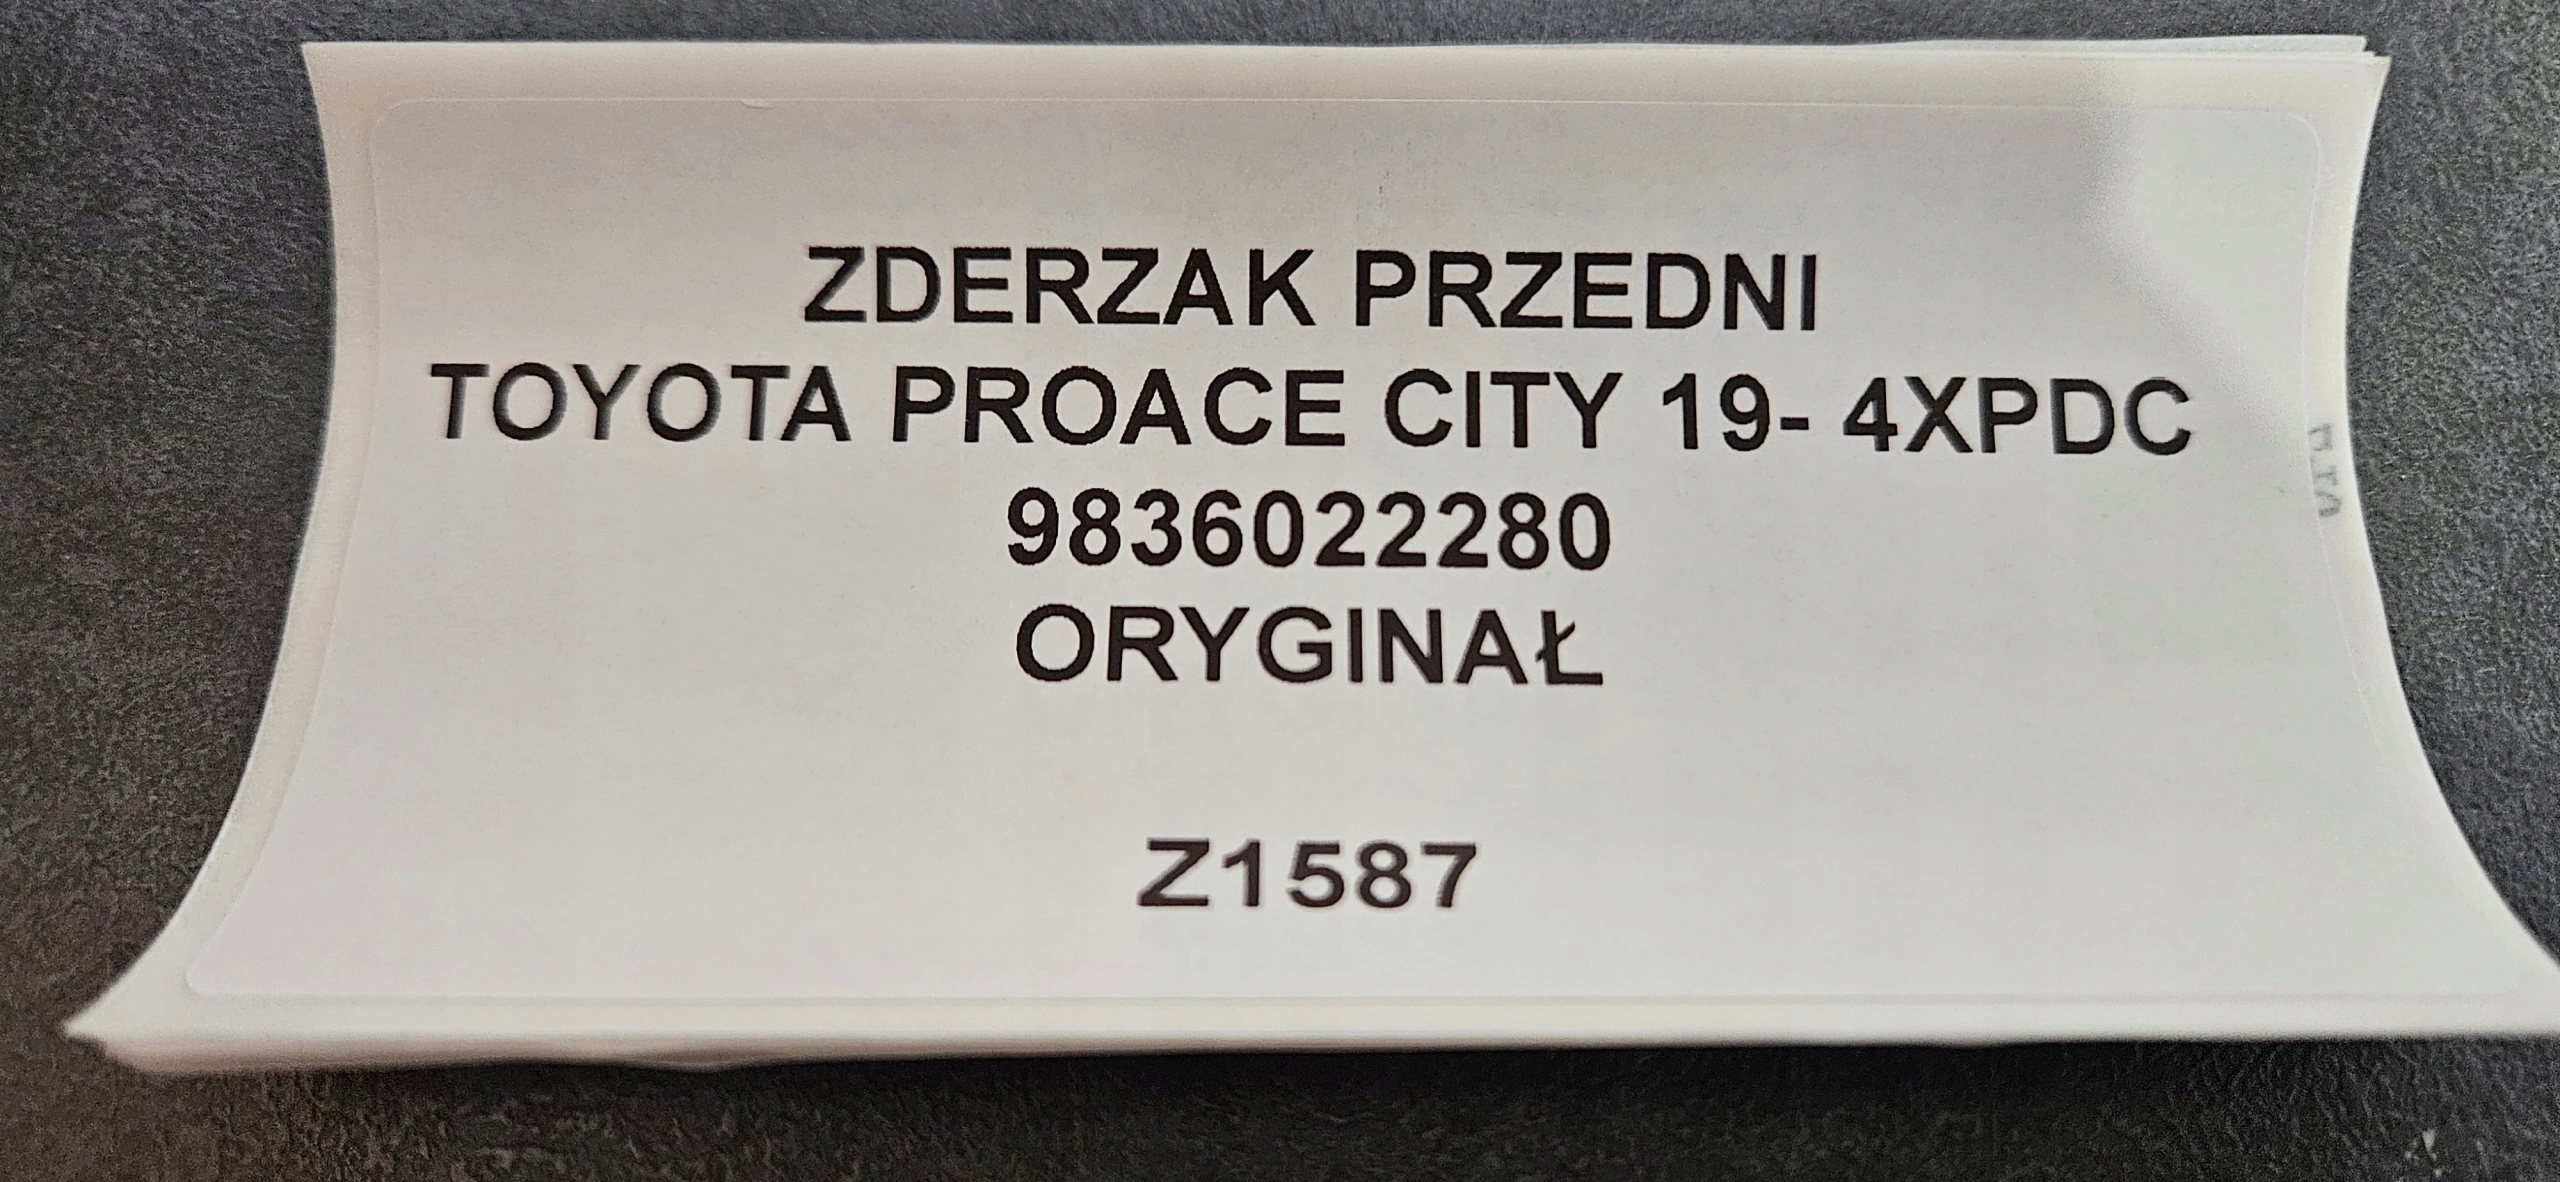 ZDERZAK PRZEDNI
TOYOTA PROACE CITY 19- 4XPDC
9836022280
ORYGINAŁ
Z1587